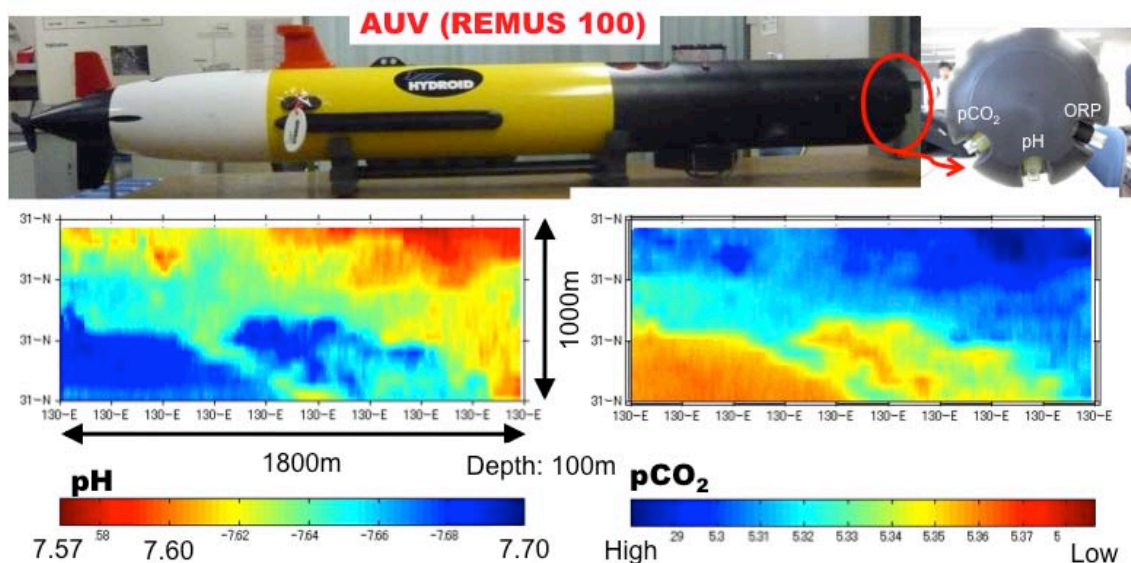 AUV (REMUS 100)
HYDROID
pCO₂
ORP
pH
31-N
31-N
31-N
31-N
130-E 130-E 130-E 130-E 130-E 130-E 130-E 130-E 130-E 130-E
1000m
31-N
31-N
31-N
31-N
130-E 130-E 130-E 130-E 130-E 130-E 130-E 130-E 130-E 130-E
1800m
Depth: 100m
pH
58 -7.62 -7.64 -7.66 -7.68
7.57 7.60 7.70
pCO₂
29 5.3 5.31 5.32 5.33 5.34 5.35 5.36 5.37 5
High Low